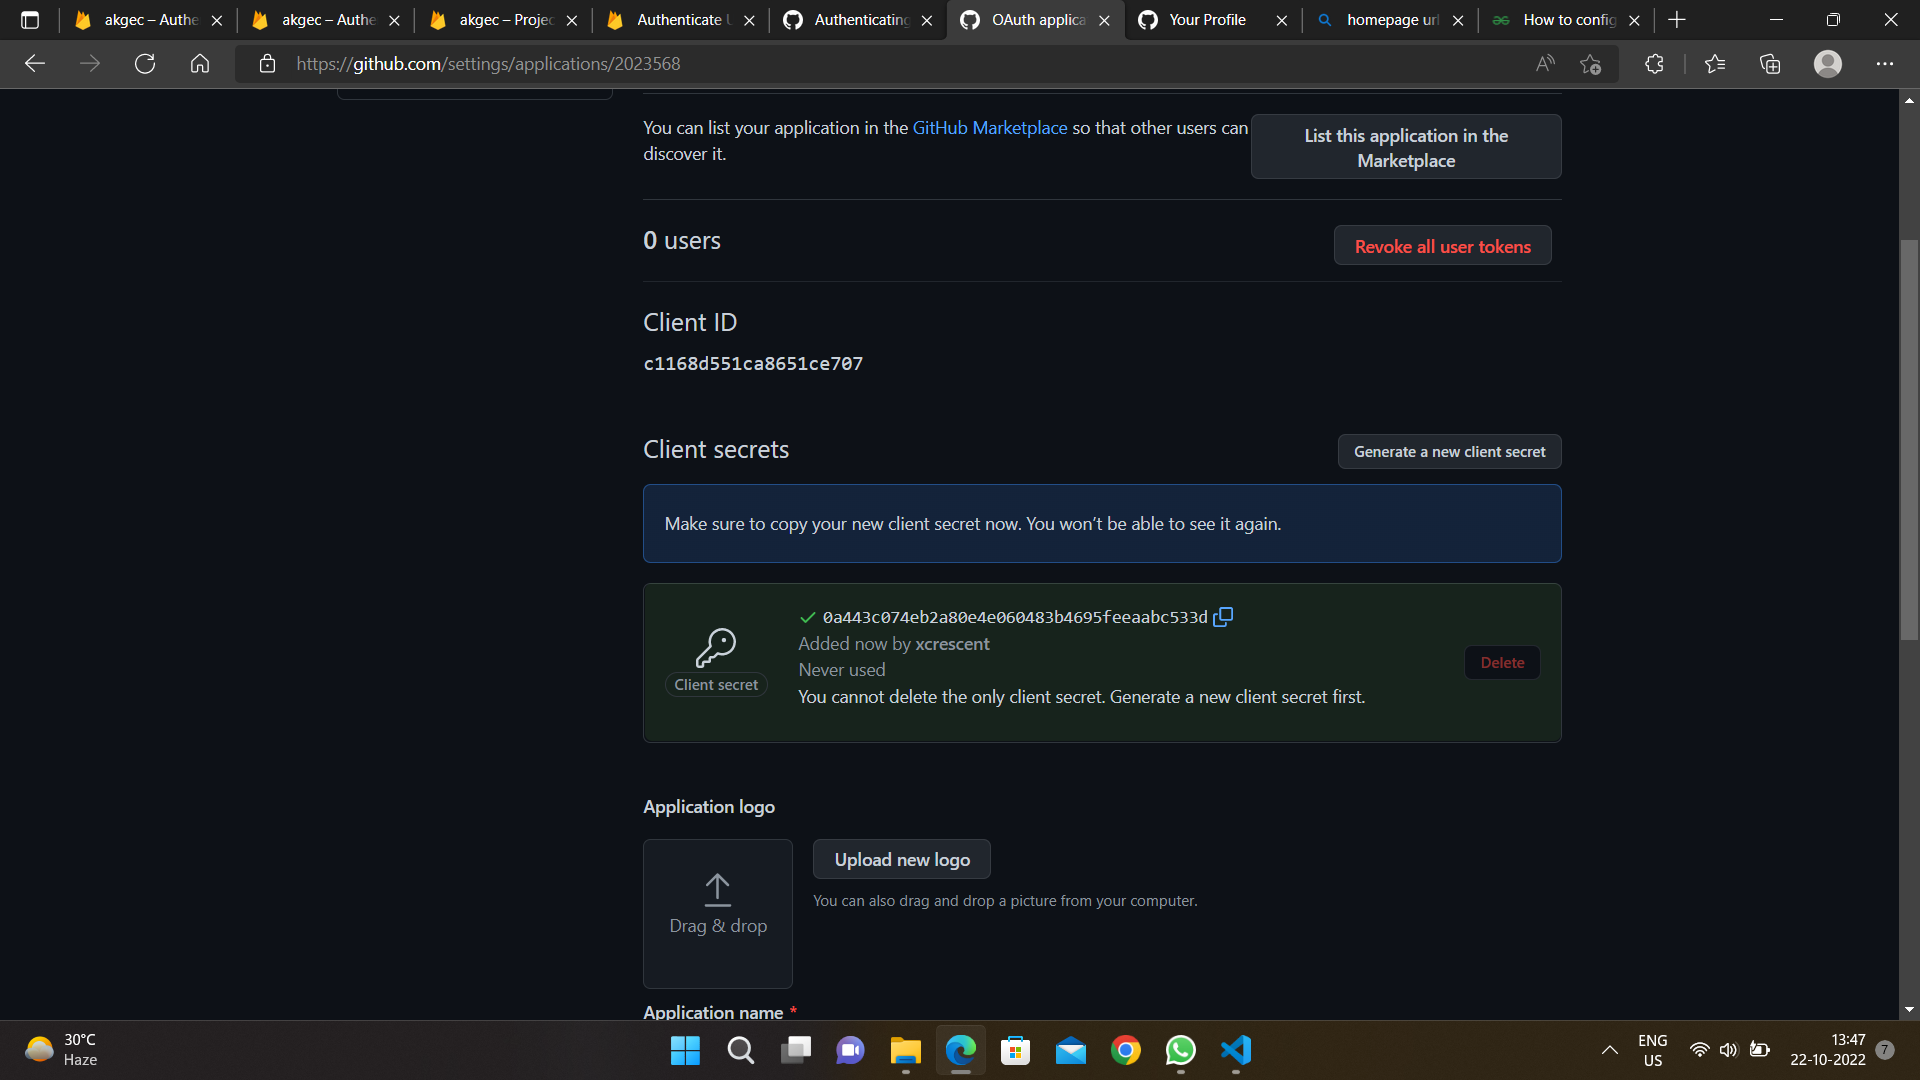 akgec – Authe
akgec – Authe
akgec – Projec
Authenticate U
Authenticating
OAuth applica
Your Profile
homepage url
How to config
https://github.com/settings/applications/2023568
You can list your application in the GitHub Marketplace so that other users can
discover it.
List this application in the
Marketplace
0 users
Revoke all user tokens
Client ID
c1168d551ca8651ce707
Client secrets
Generate a new client secret
Make sure to copy your new client secret now. You won’t be able to see it again.
0a443c074eb2a80e4e060483b4695feeaabc533d
Added now by xcrescent
Never used
You cannot delete the only client secret. Generate a new client secret first.
Client secret
Delete
Application logo
Upload new logo
You can also drag and drop a picture from your computer.
Drag & drop
Application name *
30°C
Haze
ENG
US
13:47
22-10-2022
7